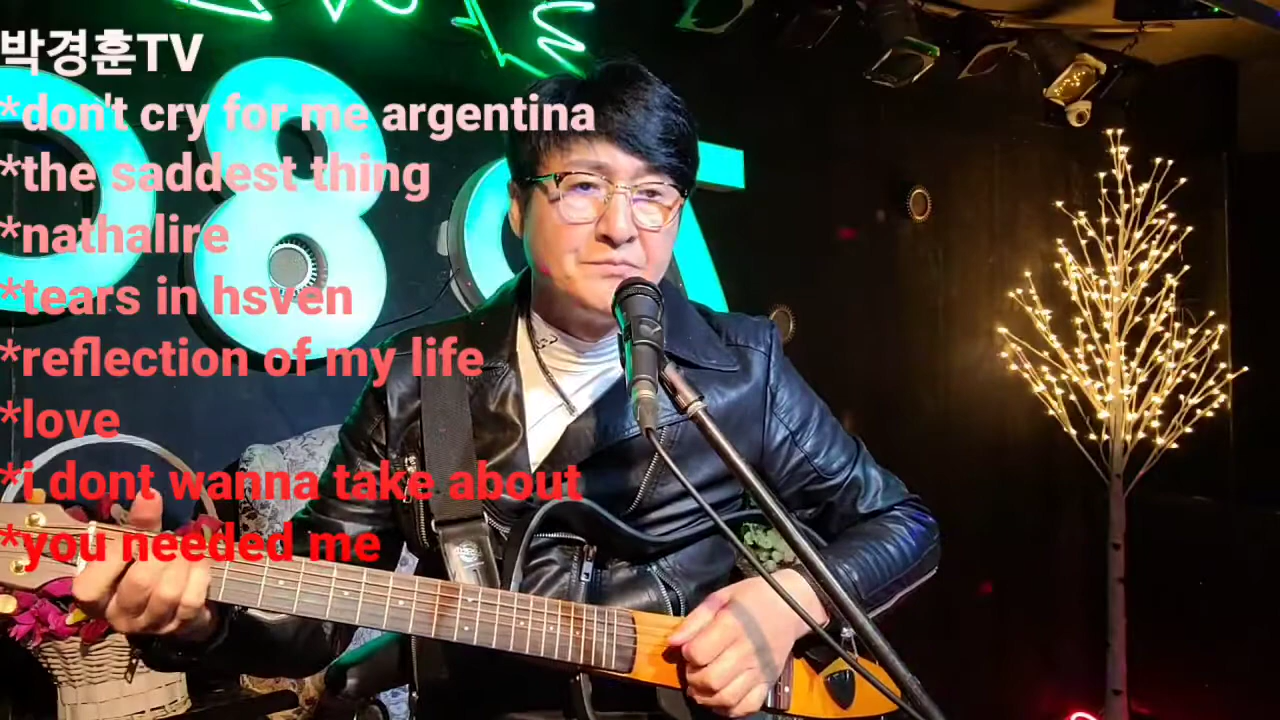 박경훈TV
*don't cry for me argentina
*the saddest thing
*nathalire
*tears in hsven
*reflection of my life
*love
*i dont wanna take about
*you needed me